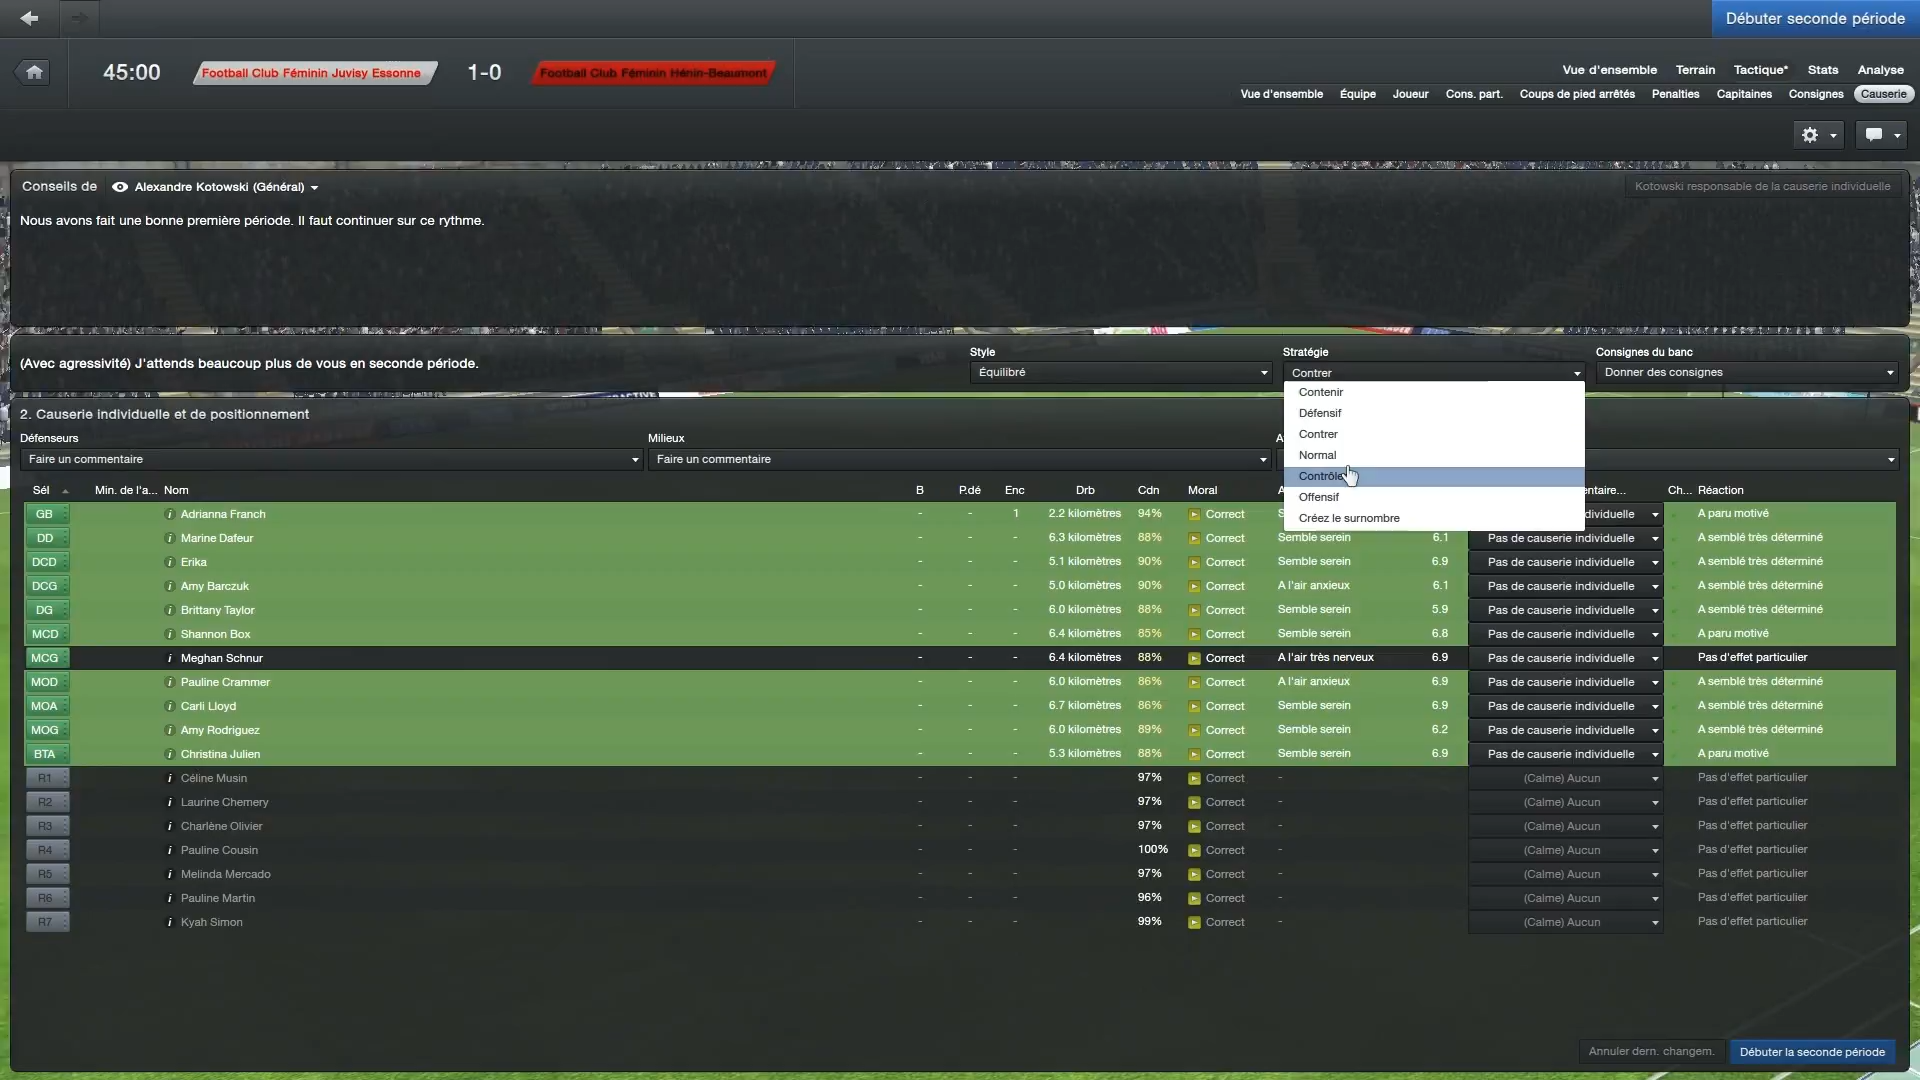 Débuter seconde période
45:00 Football Club Féminin Juvisy Essonne 1-0 Football Club Féminin Hénin-Beaumont
Vue d'ensemble Terrain Tactique* Stats Analyse
Vue d'ensemble Équipe Joueur Cons. part. Coups de pied arrêtés Penalties Capitaines Consignes Causerie
Conseils de Alexandre Kotowski (Général) Kotowski responsable de la causerie individuelle
Nous avons fait une bonne première période. Il faut continuer sur ce rythme.
Style Stratégie Consignes du banc
(Avec agressivité) J'attends beaucoup plus de vous en seconde période. Équilibré Contrer Donner des consignes
Contenir
Défensif
Contrer
Normal
Contrôle
Offensif
Créez le surnombre
2. Causerie individuelle et de positionnement
Défenseurs Milieux
Faire un commentaire Faire un commentaire
Sél Min. de l'a... Nom B P.dé Enc Drb Cdn Moral Ch... Réaction
GB i Adrianna Franch - - 1 2.2 kilomètres 94% Correct A paru motivé
DD i Marine Dafeur - - - 6.3 kilomètres 88% Correct Semble serein 6.1 Pas de causerie individuelle A semblé très déterminé
DCD i Erika - - - 5.1 kilomètres 90% Correct Semble serein 6.9 Pas de causerie individuelle A semblé très déterminé
DCG i Amy Barczuk - - - 5.0 kilomètres 90% Correct A l'air anxieux 6.1 Pas de causerie individuelle A semblé très déterminé
DG i Brittany Taylor - - - 6.0 kilomètres 88% Correct Semble serein 5.9 Pas de causerie individuelle A semblé très déterminé
MCD i Shannon Box - - - 6.4 kilomètres 85% Correct Semble serein 6.8 Pas de causerie individuelle A paru motivé
MCG i Meghan Schnur - - - 6.4 kilomètres 88% Correct A l'air très nerveux 6.9 Pas de causerie individuelle Pas d'effet particulier
MOD i Pauline Crammer - - - 6.0 kilomètres 86% Correct A l'air anxieux 6.9 Pas de causerie individuelle A semblé très déterminé
MOA i Carli Lloyd - - - 6.7 kilomètres 86% Correct Semble serein 6.9 Pas de causerie individuelle A semblé très déterminé
MOG i Amy Rodriguez - - - 6.0 kilomètres 89% Correct Semble serein 6.2 Pas de causerie individuelle A semblé très déterminé
BTA i Christina Julien - - - 5.3 kilomètres 88% Correct Semble serein 6.9 Pas de causerie individuelle A paru motivé
R1 i Céline Musin - - - 97% Correct - (Calme) Aucun Pas d'effet particulier
R2 i Laurine Chemery - - - 97% Correct - (Calme) Aucun Pas d'effet particulier
R3 i Charlène Olivier - - - 97% Correct - (Calme) Aucun Pas d'effet particulier
R4 i Pauline Cousin - - - 100% Correct - (Calme) Aucun Pas d'effet particulier
R5 i Melinda Mercado - - - 97% Correct - (Calme) Aucun Pas d'effet particulier
R6 i Pauline Martin - - - 96% Correct - (Calme) Aucun Pas d'effet particulier
R7 i Kyah Simon - - - 99% Correct - (Calme) Aucun Pas d'effet particulier
Annuler dern. changem. Débuter la seconde période